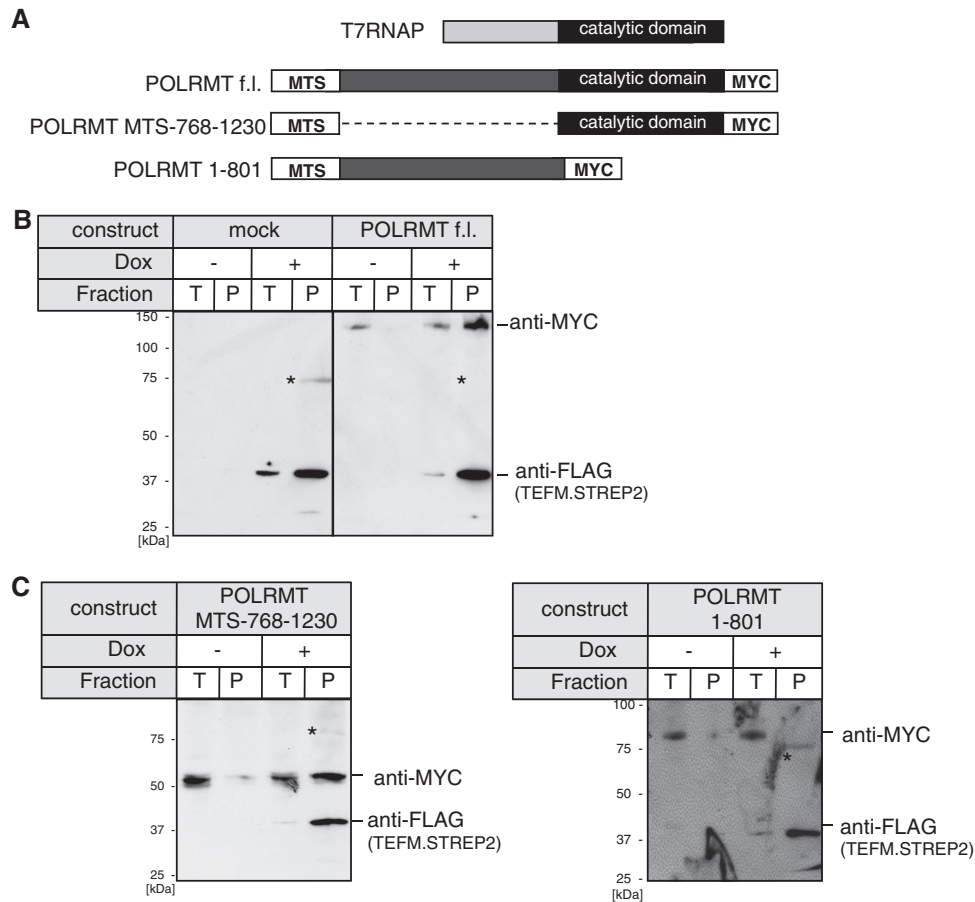 A
T7RNAP
catalytic domain
POLRMT f.l.
MTS
catalytic domain
MYC
POLRMT MTS-768-1230
MTS
catalytic domain
MYC
POLRMT 1-801
MTS
MYC
B
construct
mock
POLRMT f.l.
Dox
-
+
-
+
Fraction
T
P
T
P
T
P
T
P
150 -
100 -
75 -
50 -
37 -
25 -
[kDa]
*
*
anti-MYC
anti-FLAG
(TEFM.STREP2)
C
construct
POLRMT
MTS-768-1230
Dox
-
+
Fraction
T
P
T
P
75 -
50 -
37 -
25 -
[kDa]
*
anti-MYC
anti-FLAG
(TEFM.STREP2)
construct
POLRMT
1-801
Dox
-
+
Fraction
T
P
T
P
100 -
75 -
50 -
37 -
25 -
[kDa]
*
anti-MYC
anti-FLAG
(TEFM.STREP2)